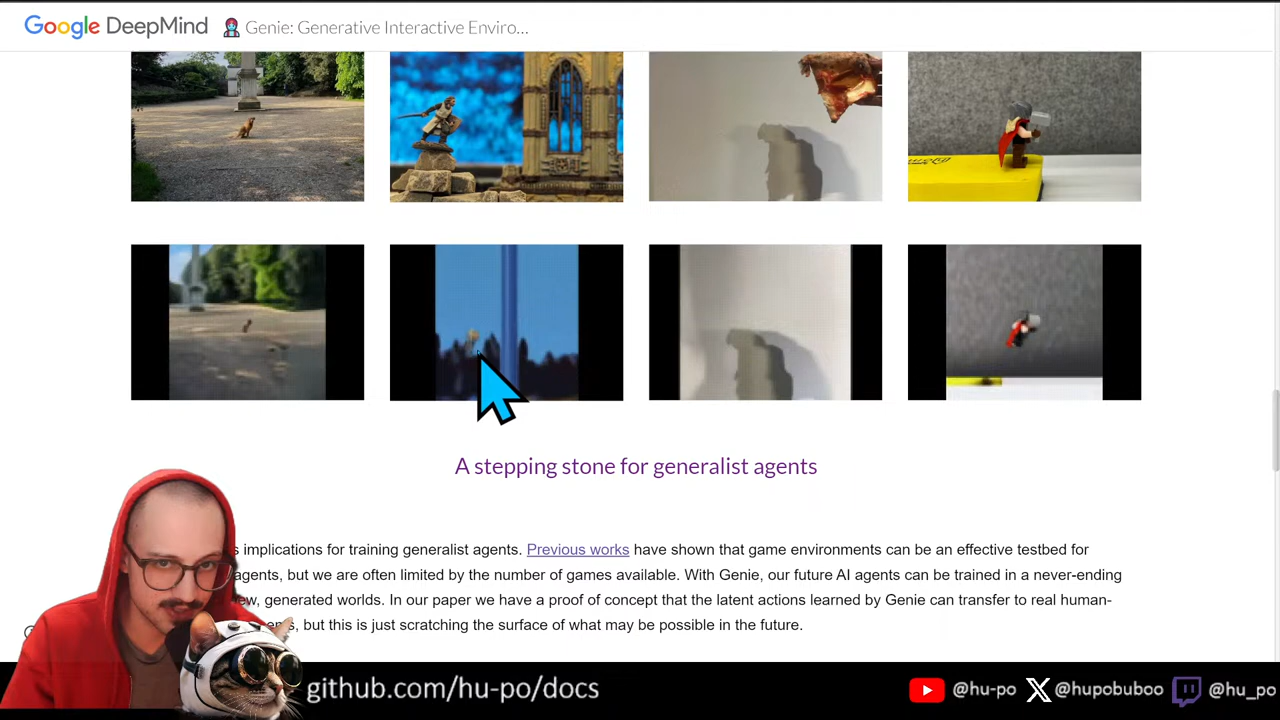 Google DeepMind
Genie: Generative Interactive Enviro...
A stepping stone for generalist agents
implications for training generalist agents. Previous works have shown that game environments can be an effective testbed for
agents, but we are often limited by the number of games available. With Genie, our future AI agents can be trained in a never-ending
generated worlds. In our paper we have a proof of concept that the latent actions learned by Genie can transfer to real human-
but this is just scratching the surface of what may be possible in the future.
github.com/hu-po/docs
@hu-po
@hupobuboo
@hu_po